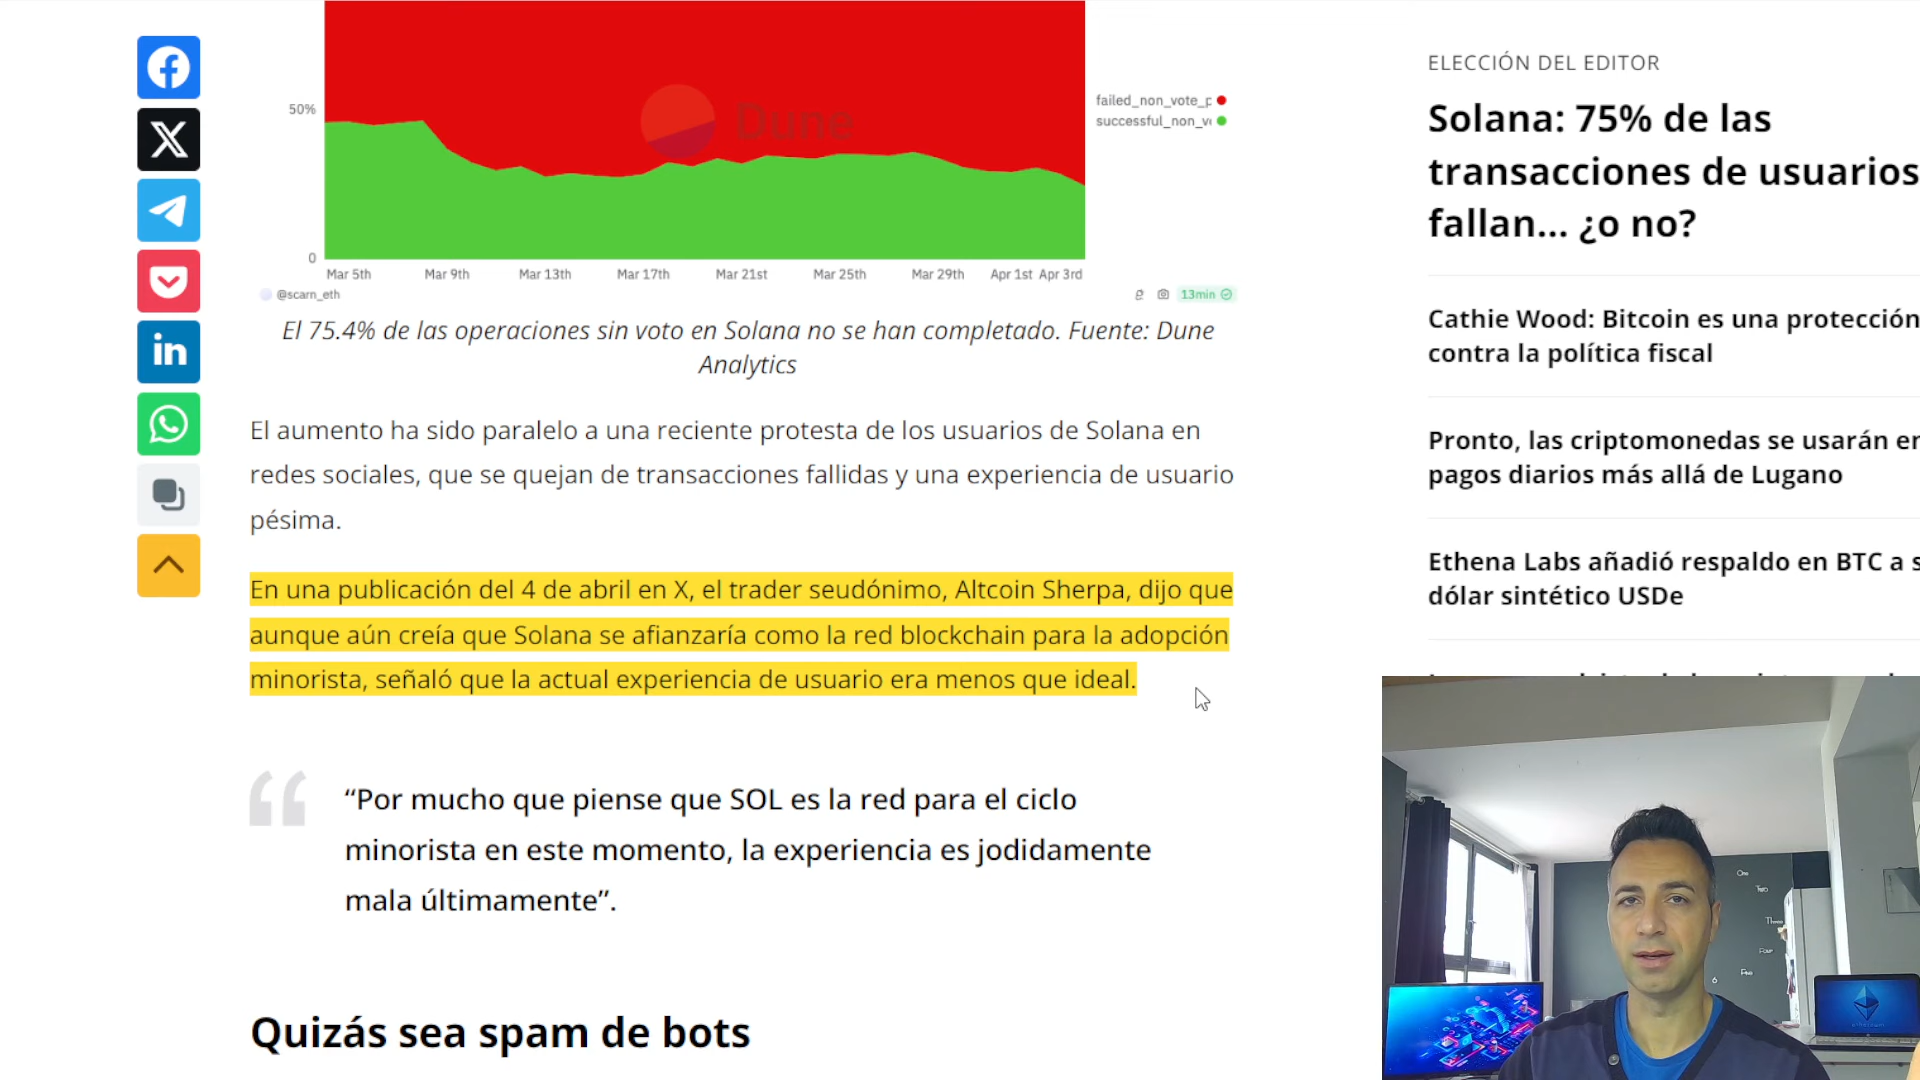 50%
Dune
failed_non_vote_p
successful_non_v
0
Mar 5th Mar 9th Mar 13th Mar 17th Mar 21st Mar 25th Mar 29th Apr 1st Apr 3rd
@scarn_eth
13min
El 75.4% de las operaciones sin voto en Solana no se han completado. Fuente: Dune
Analytics
El aumento ha sido paralelo a una reciente protesta de los usuarios de Solana en
redes sociales, que se quejan de transacciones fallidas y una experiencia de usuario
pésima.
En una publicación del 4 de abril en X, el trader seudónimo, Altcoin Sherpa, dijo que
aunque aún creía que Solana se afianzaría como la red blockchain para la adopción
minorista, señaló que la actual experiencia de usuario era menos que ideal.
“Por mucho que piense que SOL es la red para el ciclo
minorista en este momento, la experiencia es jodidamente
mala últimamente”.
Quizás sea spam de bots
ELECCIÓN DEL EDITOR
Solana: 75% de las
transacciones de usuarios
fallan... ¿o no?
Cathie Wood: Bitcoin es una protección
contra la política fiscal
Pronto, las criptomonedas se usarán en
pagos diarios más allá de Lugano
Ethena Labs añadió respaldo en BTC a s
dólar sintético USDe
One
Two
Three
Four
Five
6